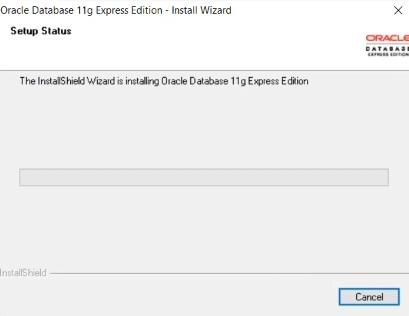 Oracle Database 11g Express Edition - Install Wizard
Setup Status
ORACLE
DATABASE
EXPRESS EDITION
The InstallShield Wizard is installing Oracle Database 11g Express Edition
InstallShield
Cancel